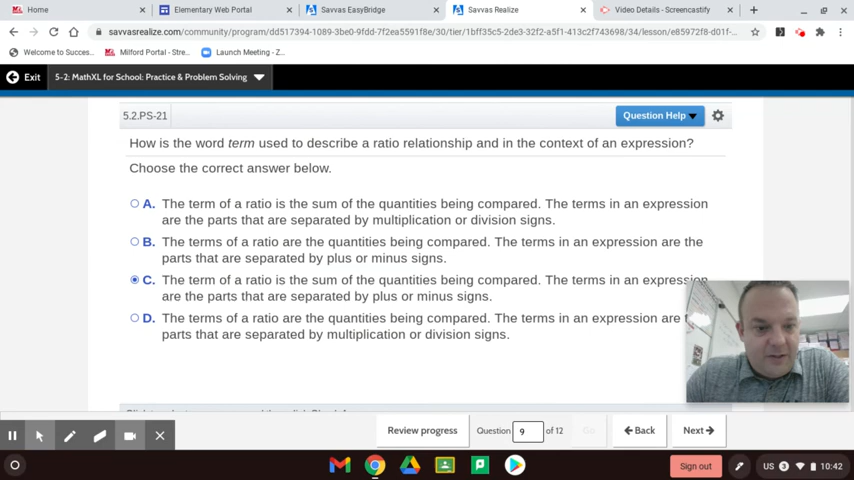 Home
Elementary Web Portal
Savvas EasyBridge
Savvas Realize
Video Details - Screencastify
savvasrealize.com/community/program/dd517394-1089-3be0-9fdd-7f2ea5591f8e/30/tier/1bff35c5-2de3-32f2-a5f1-413c2f743698/34/lesson/e85972f8-d01f-...
Welcome to Succes...
Milford Portal - Stre...
Launch Meeting - Z...
Exit
5-2: MathXL for School: Practice & Problem Solving
5.2.PS-21
Question Help
How is the word term used to describe a ratio relationship and in the context of an expression?
Choose the correct answer below.
A. The term of a ratio is the sum of the quantities being compared. The terms in an expression
are the parts that are separated by multiplication or division signs.
B. The terms of a ratio are the quantities being compared. The terms in an expression are the
parts that are separated by plus or minus signs.
C. The term of a ratio is the sum of the quantities being compared. The terms in an expression
are the parts that are separated by plus or minus signs.
D. The terms of a ratio are the quantities being compared. The terms in an expression are
parts that are separated by multiplication or division signs.
Review progress
Question 9 of 12
Go
Back
Next
Sign out
US 3 10:42